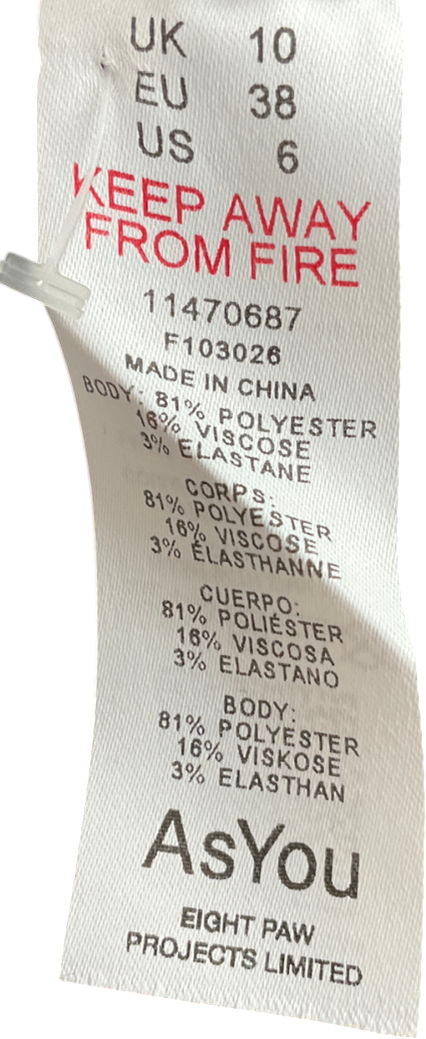 UK 10
EU 38
US 6
KEEP AWAY
FROM FIRE
11470687
F103026
MADE IN CHINA
BODY: 81% POLYESTER
16% VISCOSE
3% ELASTANE
CORPS:
81% POLYESTER
16% VISCOSE
3% ÉLASTHANNE
CUERPO:
81% POLIÉSTER
16% VISCOSA
3% ELASTANO
BODY:
81% POLYESTER
16% VISKOSE
3% ELASTHAN
AsYou
EIGHT PAW
PROJECTS LIMITED